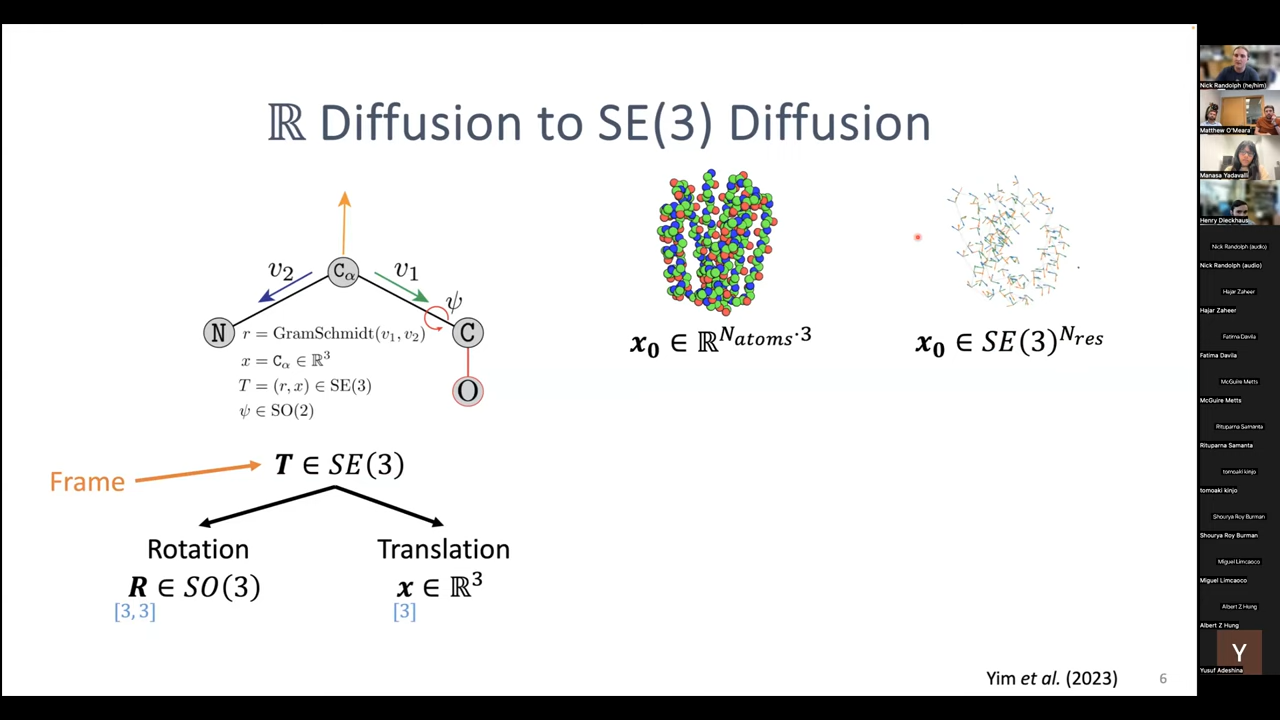 ℝ Diffusion to SE(3) Diffusion
v₂
Cα
v₁
ψ
N
C
O
r = GramSchmidt(v₁, v₂)
x = Cα ∈ ℝ³
T = (r, x) ∈ SE(3)
ψ ∈ SO(2)
x₀ ∈ ℝ^{N_{atoms}·3}
x₀ ∈ SE(3)^{N_{res}}
Frame
T ∈ SE(3)
Rotation
Translation
R ∈ SO(3)
x ∈ ℝ³
[3,3]
[3]
Yim et al. (2023)
6
Nick Randolph (he/him)
Matthew O'Meara
Manasa Yadavalli
Henry Dieckhaus
Nick Randolph (audio)
Nick Randolph (audio)
Hajar Zaheer
Hajar Zaheer
Fatima Davila
Fatima Davila
McGuire Metts
McGuire Metts
Rituparna Samanta
Rituparna Samanta
tomoaki kinjo
tomoaki kinjo
Shourya Roy Burman
Shourya Roy Burman
Miguel Limcaoco
Miguel Limcaoco
Albert Z Hung
Albert Z Hung
Y
Yusuf Adeshina